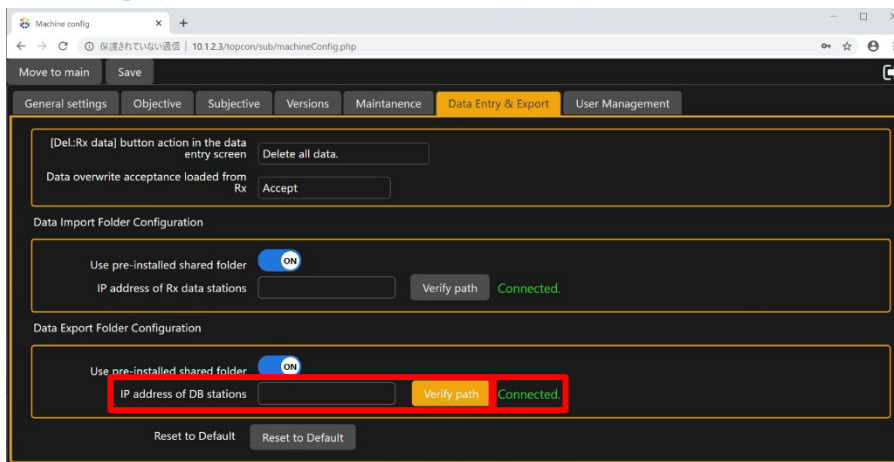 Machine config
保護されていない通信 | 10.1.2.3/topcon/sub/machineConfig.php
Move to main Save
General settings Objective Subjective Versions Maintanence Data Entry & Export User Management
[Del.:Rx data] button action in the data
entry screen Delete all data.
Data overwrite acceptance loaded from
Rx Accept
Data Import Folder Configuration
Use pre-installed shared folder ON
IP address of Rx data stations Verify path Connected.
Data Export Folder Configuration
Use pre-installed shared folder ON
IP address of DB stations Verify path Connected.
Reset to Default Reset to Default